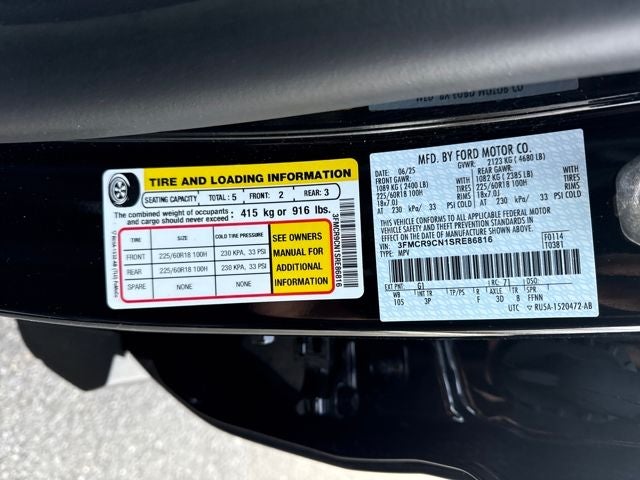 TIRE AND LOADING INFORMATION
SEATING CAPACITY TOTAL: 5 FRONT: 2 REAR: 3
The combined weight of occupants and cargo should never exceed: 415 kg or 916 lbs.
TIRE SIZE COLD TIRE PRESSURE
FRONT 225/60R18 100H 230 KPA, 33 PSI
REAR 225/60R18 100H 230 KPA, 33 PSI
SPARE NONE NONE
SEE OWNERS
MANUAL FOR
ADDITIONAL
INFORMATION
3FMCR9CN1SRE86816
MFD. BY FORD MOTOR CO.
DATE: 06/25 GVWR: 2123 KG ( 4680 LB)
FRONT GAWR: REAR GAWR:
1089 KG ( 2400 LB) 1082 KG ( 2385 LB)
225/60R18 100H TIRES 225/60R18 100H TIRES
18x7.0J RIMS 18x7.0J RIMS
AT 230 kPa/ 33 PSI COLD AT 230 kPa/ 33 PSI COLD
THIS VEHICLE CONFORMS TO ALL APPLICABLE FEDERAL MOTOR
VEHICLE SAFETY AND THEFT PREVENTION STANDARDS IN
EFFECT ON THE DATE OF MANUFACTURE SHOWN ABOVE.
VIN: 3FMCR9CN1SRE86816 F0114
TYPE: MPV T0381
EXT PNT: G1 RC: 71 DSO:
WB INT TR TP/PS R AXLE TR SPR
105 3P F 3D 8 FFNN
UTC RU5A-1520472-AB